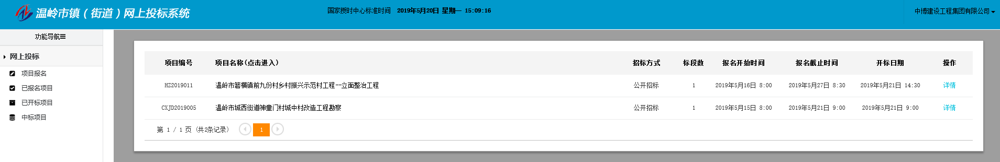 温岭市镇（街道）网上投标系统
国家授时中心标准时间 2019年5月20日 星期一 15:09:16
中博建设工程集团有限公司
功能导航
网上投标
项目报名
已报名项目
已开标项目
中标项目
项目编号 项目名称(点击进入) 招标方式 标段数 报名开始时间 报名截止时间 开标日期 操作
HZ2019011 温岭市箬横镇前九份村乡村振兴示范村工程--立面整治工程 公开招标 1 2019年5月16日 8:00 2019年5月27日 8:30 2019年5月21日 14:30 详情
CXJD2019005 温岭市城西街道神童门村城中村改造工程勘察 公开招标 1 2019年5月15日 8:00 2019年5月21日 9:00 2019年5月21日 9:00 详情
第 1 / 1 页 (共2条记录) 1